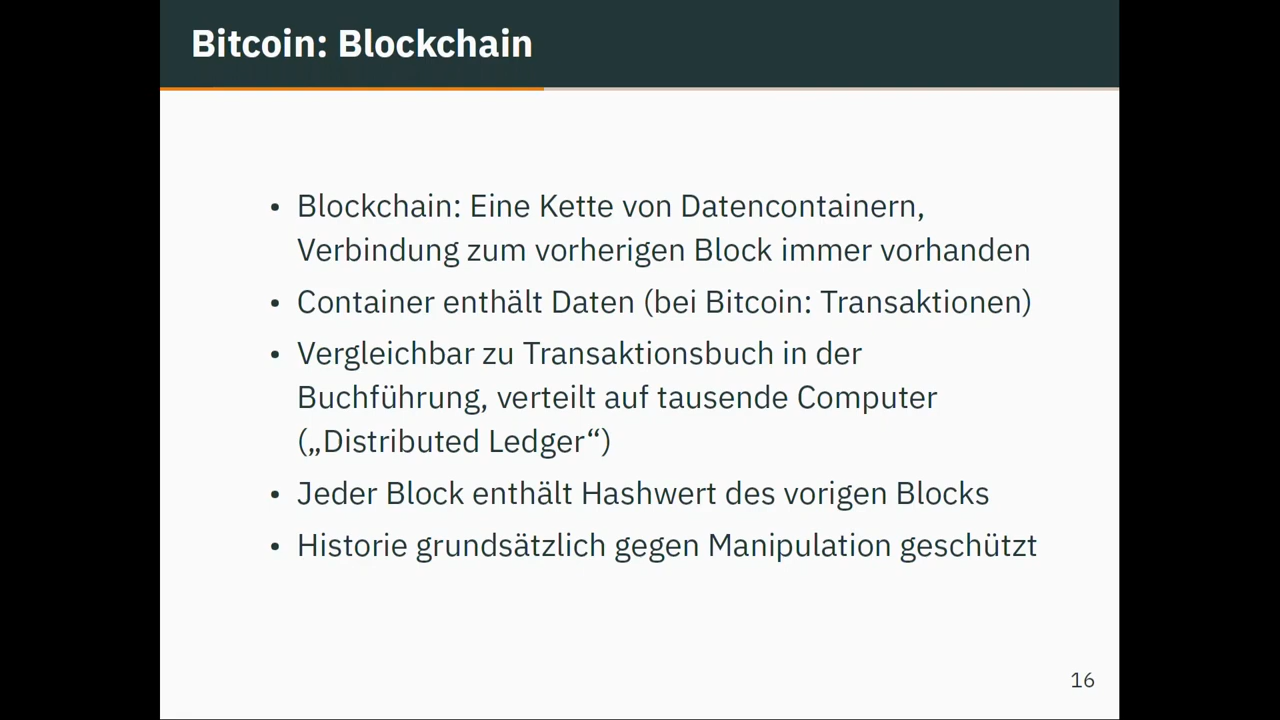 Bitcoin: Blockchain
• Blockchain: Eine Kette von Datencontainern,
Verbindung zum vorherigen Block immer vorhanden
• Container enthält Daten (bei Bitcoin: Transaktionen)
• Vergleichbar zu Transaktionsbuch in der
Buchführung, verteilt auf tausende Computer
(„Distributed Ledger“)
• Jeder Block enthält Hashwert des vorigen Blocks
• Historie grundsätzlich gegen Manipulation geschützt
16